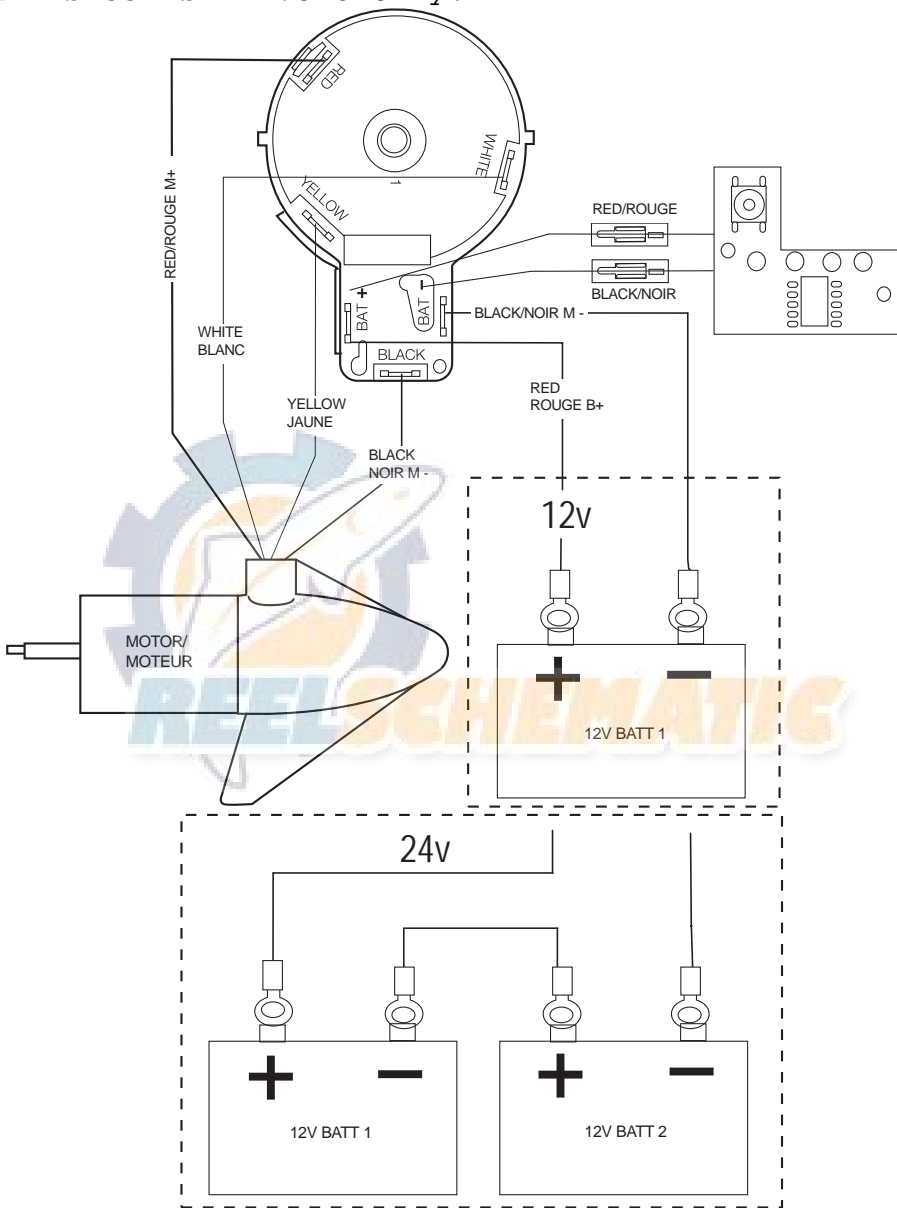 RED
WHITE
YELLOW
1
RED/ROUGE M+
RED/ROUGE
BLACK/NOIR
BAT +
BAT -
BLACK/NOIR M -
BLACK
WHITE
BLANC
YELLOW
JAUNE
RED
ROUGE B+
BLACK
NOIR M -
12v
MOTOR/
MOTEUR
+ -
REELSCHEMATIC
12V BATT 1
24v
+ - + -
12V BATT 1
12V BATT 2